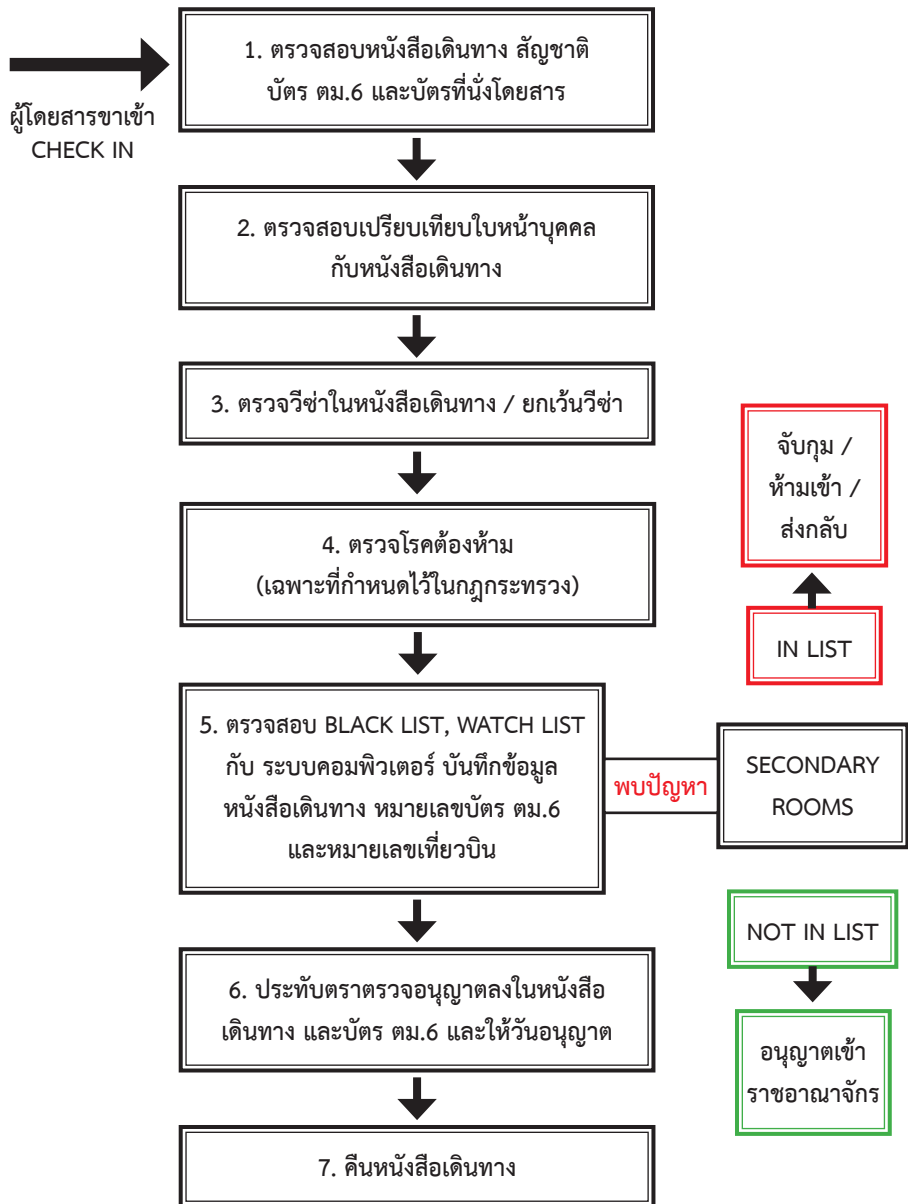 1. ตรวจสอบหนังสือเดินทาง สัญชาติ
บัตร ตม.6 และบัตรที่นั่งโดยสาร
ผู้โดยสารขาเข้า
CHECK IN
2. ตรวจสอบเปรียบเทียบใบหน้าบุคคล
กับหนังสือเดินทาง
3. ตรวจวีซ่าในหนังสือเดินทาง / ยกเว้นวีซ่า
4. ตรวจโรคต้องห้าม
(เฉพาะที่กำหนดไว้ในกฎกระทรวง)
5. ตรวจสอบ BLACK LIST, WATCH LIST
กับ ระบบคอมพิวเตอร์ บันทึกข้อมูล
หนังสือเดินทาง หมายเลขบัตร ตม.6
และหมายเลขเที่ยวบิน
พบปัญหา
SECONDARY
ROOMS
IN LIST
จับกุม /
ห้ามเข้า /
ส่งกลับ
NOT IN LIST
อนุญาตเข้า
ราชอาณาจักร
6. ประทับตราตรวจอนุญาตลงในหนังสือ
เดินทาง และบัตร ตม.6 และให้วันอนุญาต
7. คืนหนังสือเดินทาง